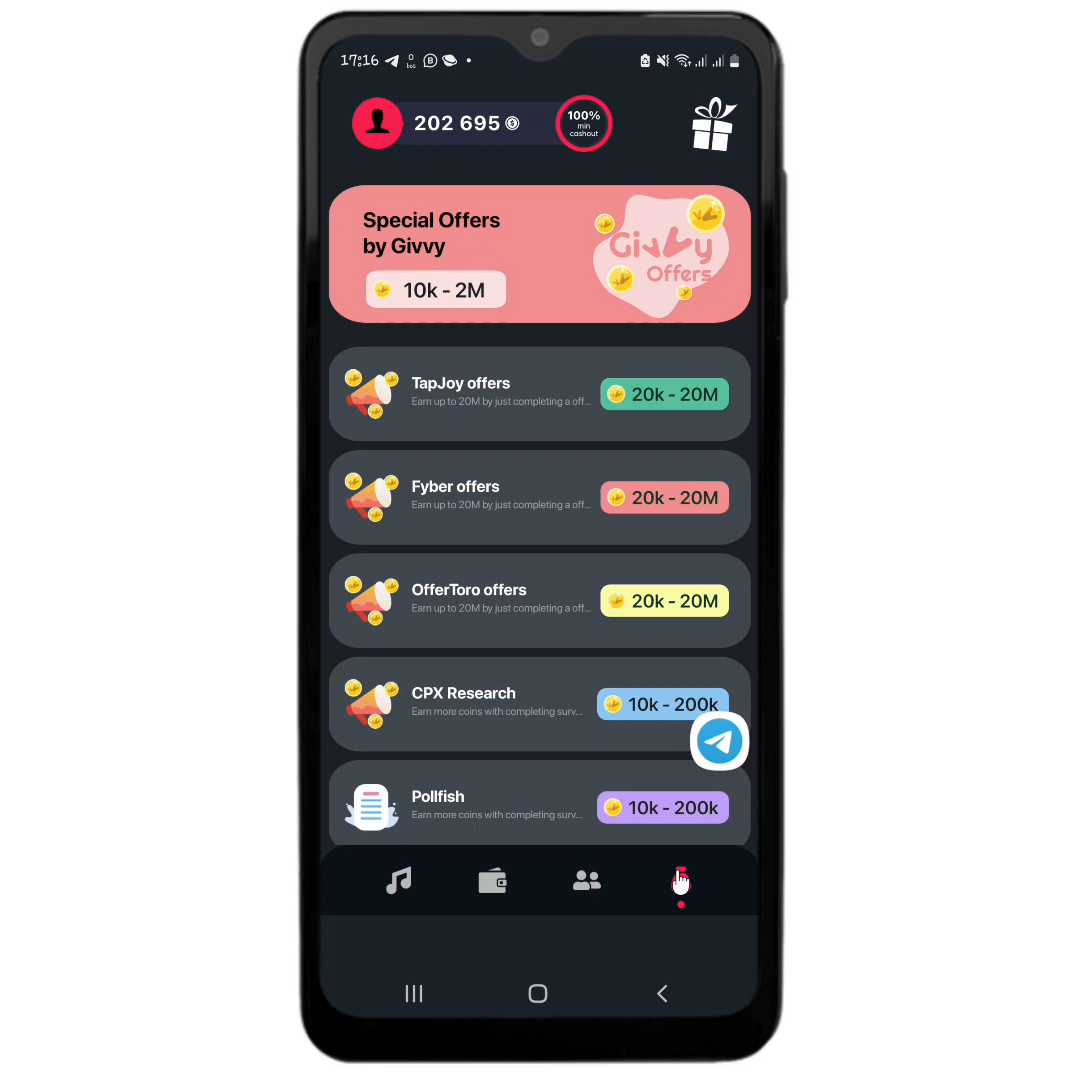 17:16
0
202 695
100%
min
cashout
Special Offers
by Givvy
10k - 2M
Givvy
Offers
TapJoy offers
Earn up to 20M by just completing a off...
20k - 20M
Fyber offers
Earn up to 20M by just completing a off...
20k - 20M
OfferToro offers
Earn up to 20M by just completing a off...
20k - 20M
CPX Research
Earn more coins with completing surv...
10k - 200k
Pollfish
Earn more coins with completing surv...
10k - 200k